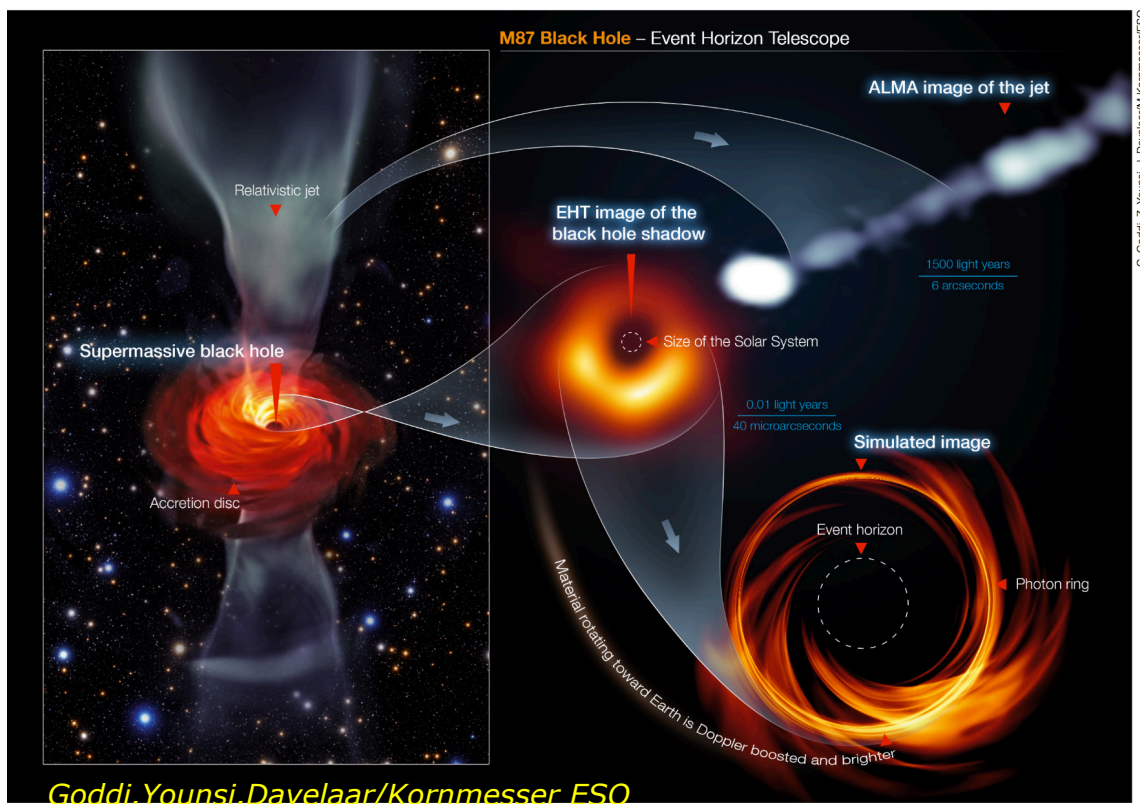 M87 Black Hole – Event Horizon Telescope
ALMA image of the jet
Relativistic jet
EHT image of the
black hole shadow
1500 light years
6 arcseconds
Size of the Solar System
Supermassive black hole
0.01 light years
40 microarcseconds
Simulated image
Accretion disc
Event horizon
Photon ring
Material rotating toward Earth is Doppler boosted and brighter
Goddi,Younsi,Davelaar/Kornmesser ESO